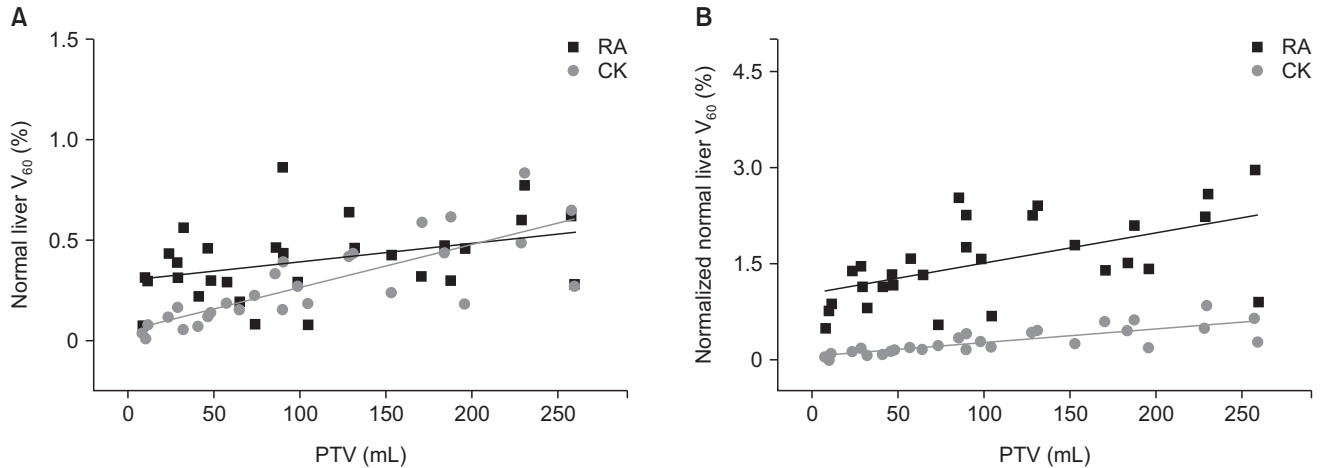 A
Normal liver V₆₀ (%)
1.5
1.0
0.5
0
0 50 100 150 200 250
PTV (mL)
RA
CK
B
Normalized normal liver V₆₀ (%)
4.5
3.0
1.5
0
0 50 100 150 200 250
PTV (mL)
RA
CK